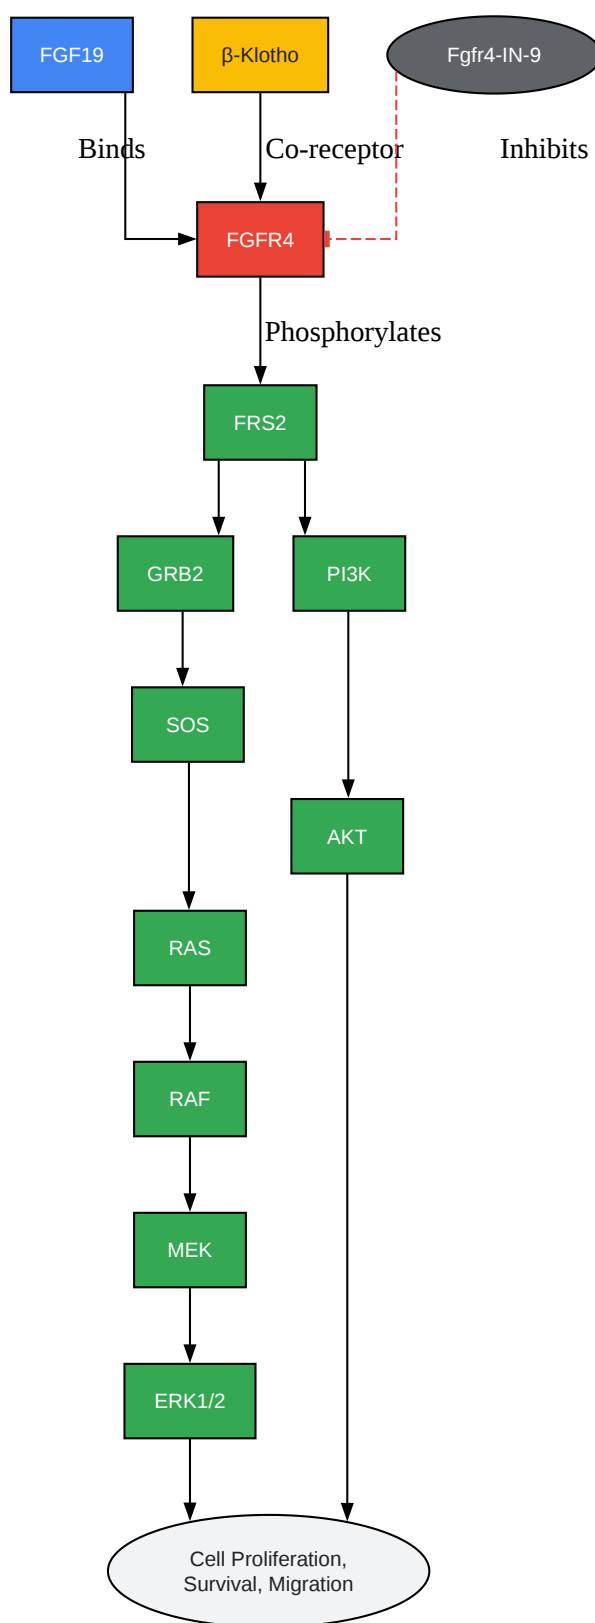 FGF19
β-Klotho
Fgfr4-IN-9
Binds
Co-receptor
Inhibits
FGFR4
Phosphorylates
FRS2
GRB2
PI3K
SOS
AKT
RAS
RAF
MEK
ERK1/2
Cell Proliferation,
Survival, Migration